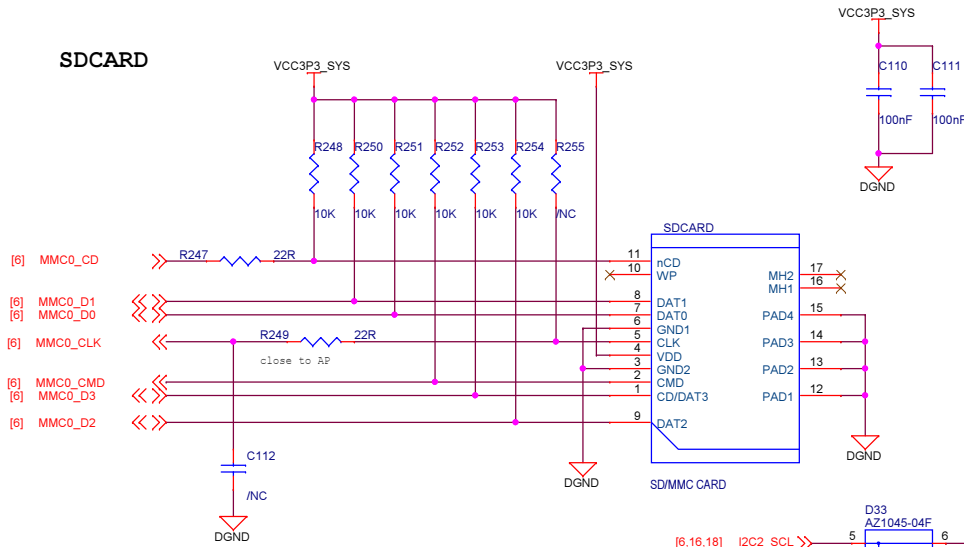 VCC3P3_SYS
SDCARD
VCC3P3_SYS VCC3P3_SYS
C110 C111
100nF 100nF
R248 R250 R251 R252 R253 R254 R255
DGND
10K 10K 10K 10K 10K 10K /NC
SDCARD
[6] MMC0_CD R247 22R 11 nCD
10 WP MH2 17
MH1 16
[6] MMC0_D1 8 DAT1
[6] MMC0_D0 7 DAT0 PAD4 15
6 GND1
[6] MMC0_CLK R249 22R 5 CLK PAD3 14
close to AP 4 VDD
3 GND2 PAD2 13
[6] MMC0_CMD 2 CMD
[6] MMC0_D3 1 CD/DAT3 PAD1 12
[6] MMC0_D2 9 DAT2
C112
DGND
/NC
DGND SD/MMC CARD
D33
AZ1045-04F
DGND
[6,16,18] I2C2_SCL 5 6